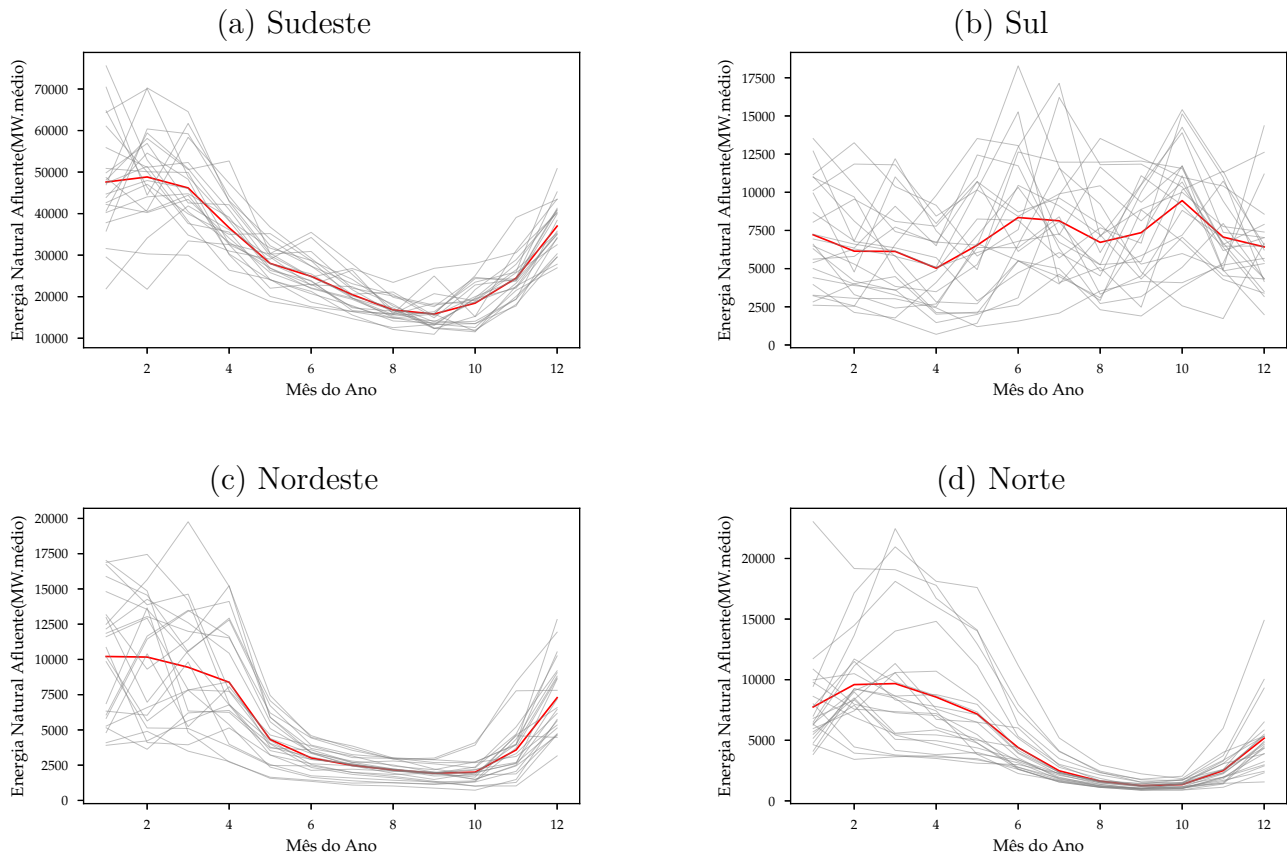 (a) Sudeste
Energia Natural Afluente(MW.médio)
70000
60000
50000
40000
30000
20000
10000
2 4 6 8 10 12
Mês do Ano
(b) Sul
Energia Natural Afluente(MW.médio)
17500
15000
12500
10000
7500
5000
2500
0
2 4 6 8 10 12
Mês do Ano
(c) Nordeste
Energia Natural Afluente(MW.médio)
20000
17500
15000
12500
10000
7500
5000
2500
0
2 4 6 8 10 12
Mês do Ano
(d) Norte
Energia Natural Afluente(MW.médio)
20000
15000
10000
5000
0
2 4 6 8 10 12
Mês do Ano